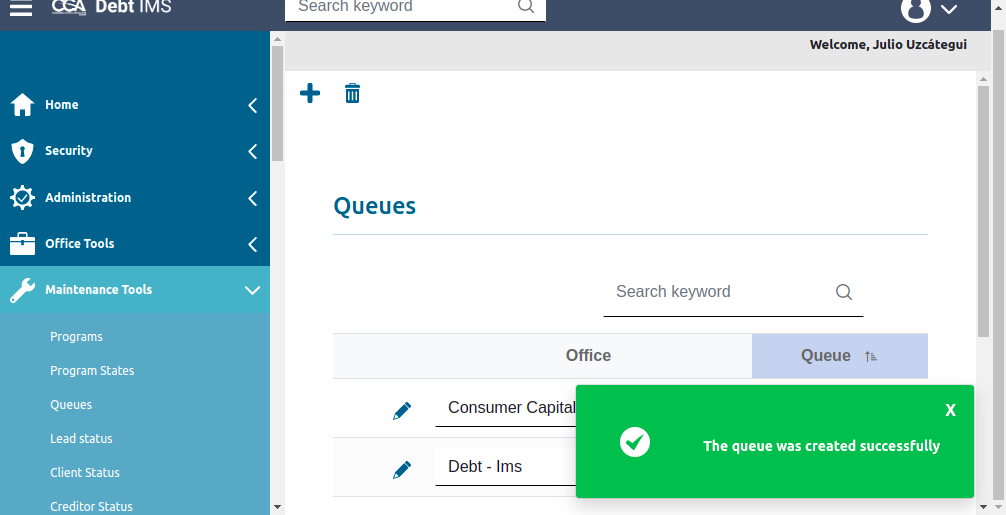 CCA Debt IMS
Search keyword
Welcome, Julio Uzcátegui
Home
Security
Administration
Office Tools
Maintenance Tools
Programs
Program States
Queues
Lead status
Client Status
Creditor Status
Queues
Search keyword
Office Queue
Consumer Capital
Debt - Ims
X
The queue was created successfully